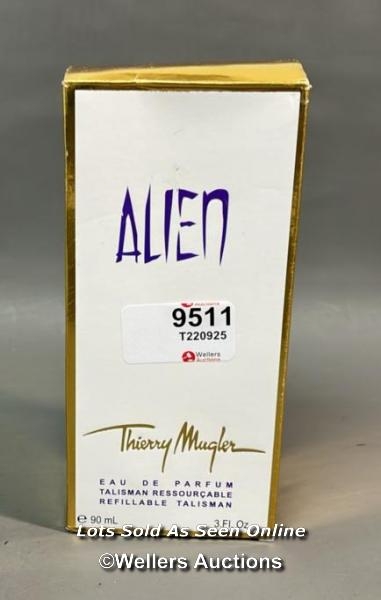 ALIEN
9511
T220925
Wellers
Auctions
Thierry Mugler
EAU DE PARFUM
TALISMAN RESSOURÇABLE
REFILLABLE TALISMAN
e 90 mL 3 Fl. Oz.
Lots Sold As Seen Online
©Wellers Auctions